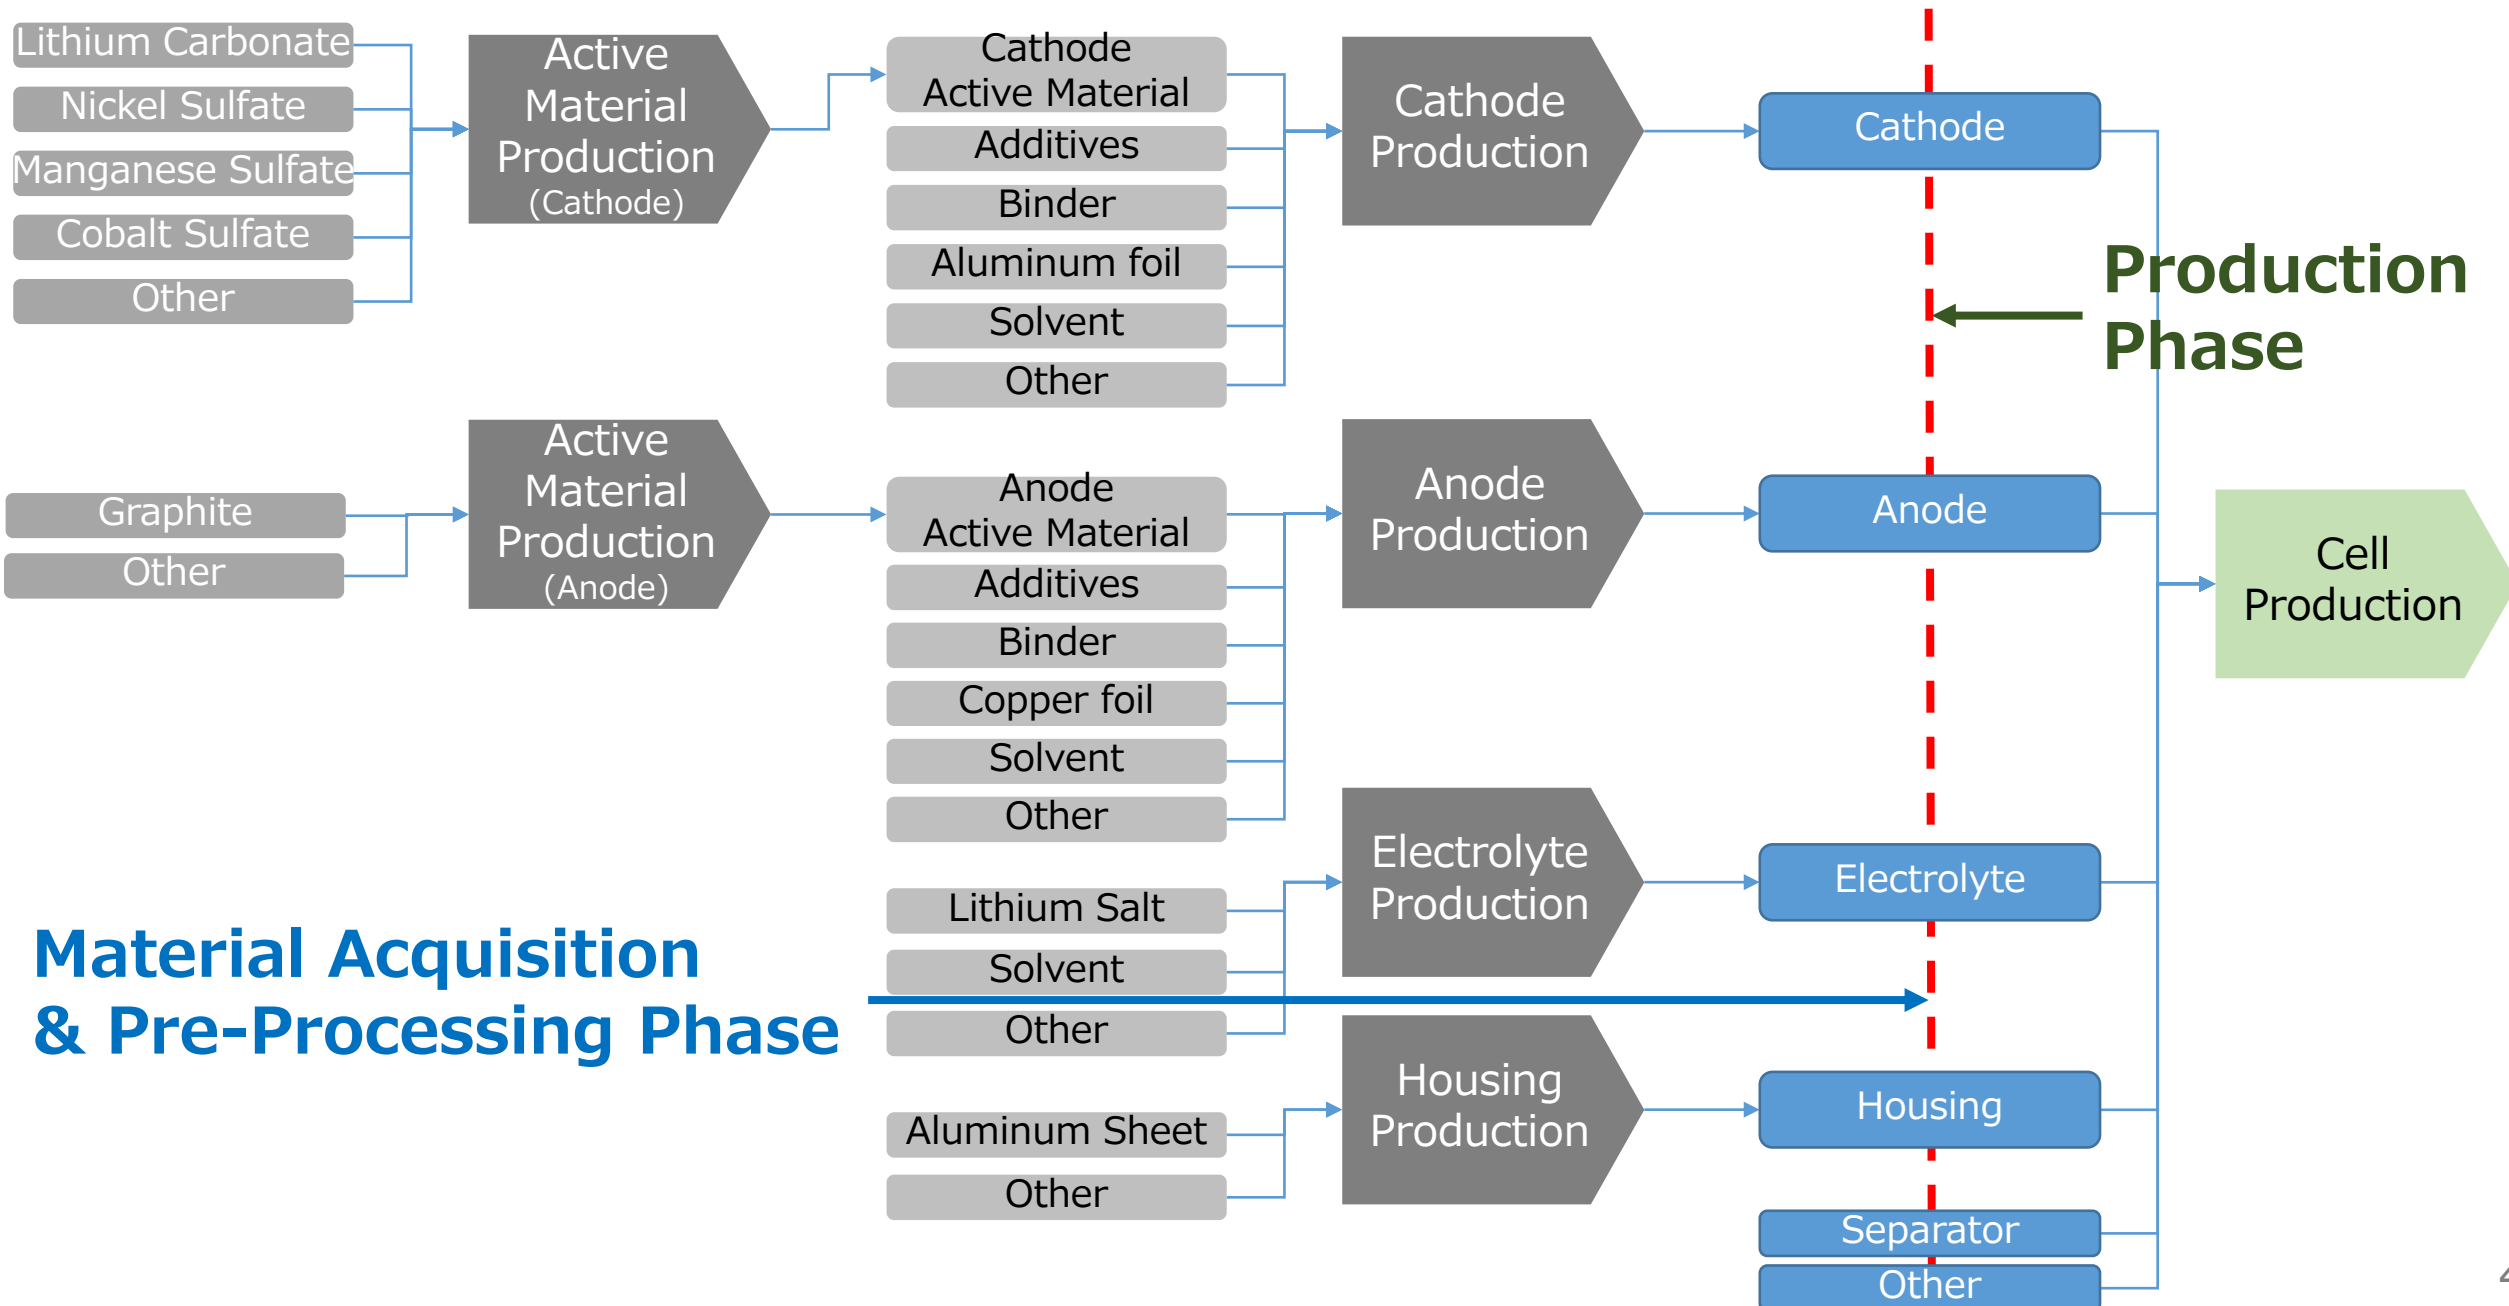 Lithium Carbonate
Nickel Sulfate
Manganese Sulfate
Cobalt Sulfate
Other
Active
Material
Production
(Cathode)
Cathode
Active Material
Additives
Binder
Aluminum foil
Solvent
Other
Cathode
Production
Cathode
Production
Phase
Graphite
Other
Active
Material
Production
(Anode)
Anode
Active Material
Additives
Binder
Copper foil
Solvent
Other
Anode
Production
Anode
Cell
Production
Material Acquisition
& Pre-Processing Phase
Lithium Salt
Solvent
Other
Electrolyte
Production
Electrolyte
Aluminum Sheet
Other
Housing
Production
Housing
Separator
Other